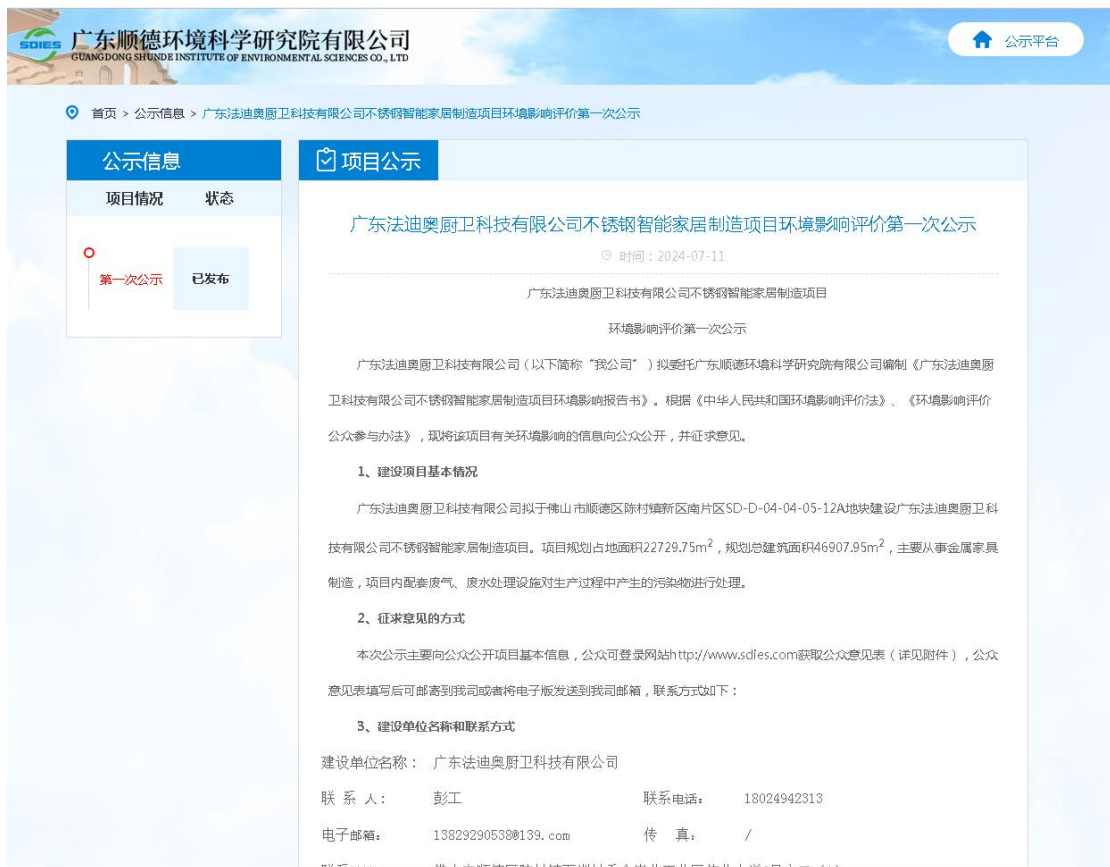 SDIES 广东顺德环境科学研究院有限公司
GUANGDONG SHUNDE INSTITUTE OF ENVIRONMENTAL SCIENCES CO., LTD
公示平台
首页 > 公示信息 > 广东法迪奥厨卫科技有限公司不锈钢智能家居制造项目环境影响评价第一次公示
公示信息
项目情况 状态
第一次公示 已发布
项目公示
广东法迪奥厨卫科技有限公司不锈钢智能家居制造项目环境影响评价第一次公示
时间:2024-07-11
广东法迪奥厨卫科技有限公司不锈钢智能家居制造项目
环境影响评价第一次公示
广东法迪奥厨卫科技有限公司(以下简称“我公司”)拟委托广东顺德环境科学研究院有限公司编制《广东法迪奥厨
卫科技有限公司不锈钢智能家居制造项目环境影响报告书》。根据《中华人民共和国环境影响评价法》、《环境影响评价
公众参与办法》,现将该项目有关环境影响的信息向公众公开,并征求意见。
1、建设项目基本情况
广东法迪奥厨卫科技有限公司拟于佛山市顺德区陈村镇新区南片区SD-D-04-04-05-12A地块建设广东法迪奥厨卫科
技有限公司不锈钢智能家居制造项目。项目规划占地面积22729.75m²,规划总建筑面积46907.95m²,主要从事金属家具
制造,项目内配套废气、废水处理设施对生产过程中产生的污染物进行处理。
2、征求意见的方式
本次公示主要向公众公开项目基本信息,公众可登录网站http://www.sdies.com获取公众意见表(详见附件),公众
意见表填写后可邮寄到我司或者将电子版发送到我司邮箱,联系方式如下:
3、建设单位名称和联系方式
建设单位名称: 广东法迪奥厨卫科技有限公司
联 系 人: 彭工 联系电话: 18024942313
电子邮箱: 13829290538@139.com 传 真: /